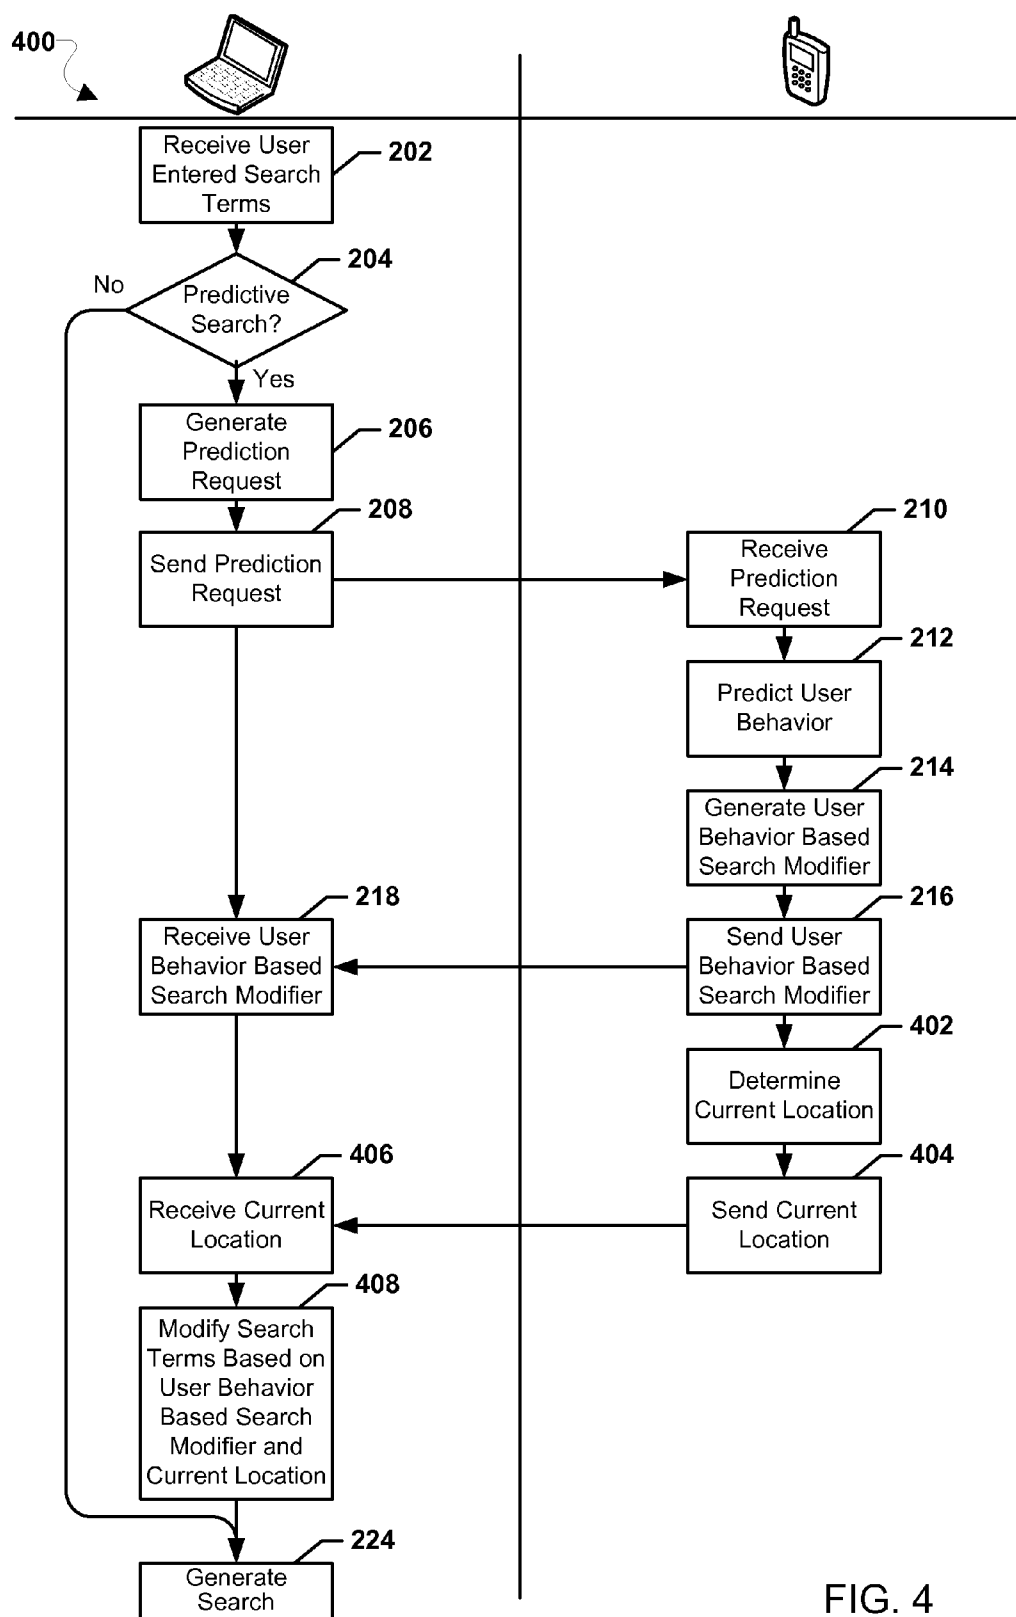 400
Receive User
Entered Search
Terms
202
204
No
Predictive
Search?
Yes
Generate
Prediction
Request
206
208
Send Prediction
Request
210
Receive
Prediction
Request
212
Predict User
Behavior
214
Generate User
Behavior Based
Search Modifier
218
Receive User
Behavior Based
Search Modifier
216
Send User
Behavior Based
Search Modifier
402
Determine
Current Location
406
Receive Current
Location
404
Send Current
Location
408
Modify Search
Terms Based on
User Behavior
Based Search
Modifier and
Current Location
224
Generate
Search
FIG. 4